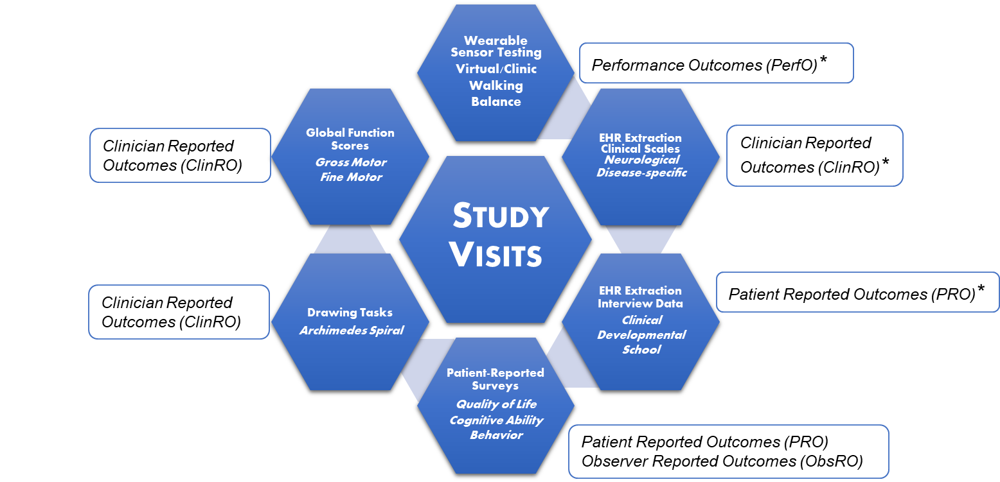 Wearable
Sensor Testing
Virtual/Clinic
Walking
Balance
Performance Outcomes (PerfO)*
EHR Extraction
Clinical Scales
Neurological
Disease-specific
Clinician Reported
Outcomes (ClinRO)*
EHR Extraction
Interview Data
Clinical
Developmental
School
Patient Reported Outcomes (PRO)*
Patient-Reported
Surveys
Quality of Life
Cognitive Ability
Behavior
Patient Reported Outcomes (PRO)
Observer Reported Outcomes (ObsRO)
Drawing Tasks
Archimedes Spiral
Clinician Reported
Outcomes (ClinRO)
Global Function
Scores
Gross Motor
Fine Motor
Clinician Reported
Outcomes (ClinRO)
STUDY
VISITS